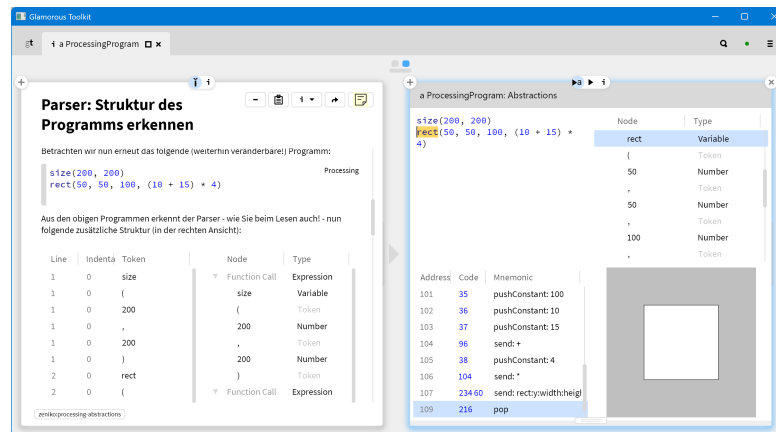 Glamorous Toolkit
gt
i a ProcessingProgram
i
Parser: Struktur des
Programms erkennen
i
Betrachten wir nun erneut das folgende (weiterhin veränderbare!) Programm:
size(200, 200)
rect(50, 50, 100, (10 + 15) * 4)
Processing
Aus den obigen Programmen erkennt der Parser - wie Sie beim Lesen auch! - nun
folgende zusätzliche Struktur (in der rechten Ansicht):
Line Indenta Token
1 0 size
1 0 (
1 0 200
1 0 ,
1 0 200
1 0 )
2 0 rect
2 0 (
Node Type
Function Call Expression
size Variable
( Token
200 Number
, Token
200 Number
) Token
Function Call Expression
zenikx:processing-abstractions
a i
a ProcessingProgram: Abstractions
size(200, 200)
rect(50, 50, 100, (10 + 15) *
4)
Node Type
rect Variable
( Token
50 Number
, Token
50 Number
, Token
100 Number
, Token
Address Code Mnemonic
101 35 pushConstant: 100
102 36 pushConstant: 10
103 37 pushConstant: 15
104 96 send: +
105 38 pushConstant: 4
106 104 send: *
107 234 60 send: rect:y:width:heigl
109 216 pop